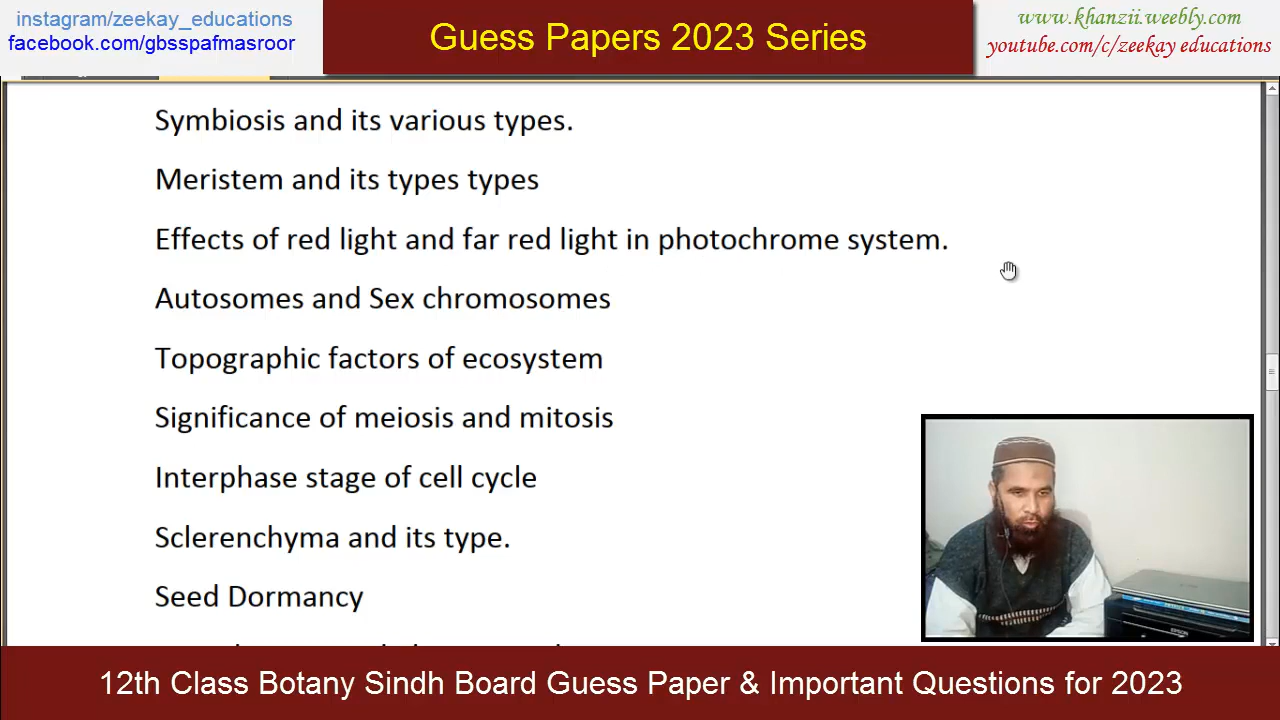 instagram/zeekay_educations
facebook.com/gbsspafmasroor
Guess Papers 2023 Series
www.khanzii.weebly.com
youtube.com/c/zeekay educations
Symbiosis and its various types.
Meristem and its types types
Effects of red light and far red light in photochrome system.
Autosomes and Sex chromosomes
Topographic factors of ecosystem
Significance of meiosis and mitosis
Interphase stage of cell cycle
Sclerenchyma and its type.
Seed Dormancy
EPSON
12th Class Botany Sindh Board Guess Paper & Important Questions for 2023